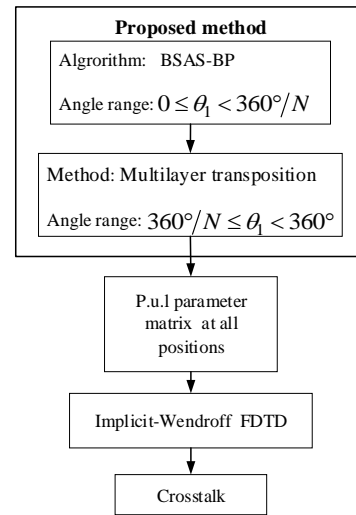 Proposed method
Algrorithm: BSAS-BP
Angle range: 0 ≤ θ₁ < 360°/N
Method: Multilayer transposition
Angle range: 360°/N ≤ θ₁ < 360°
P.u.l parameter
matrix at all
positions
Implicit-Wendroff FDTD
Crosstalk